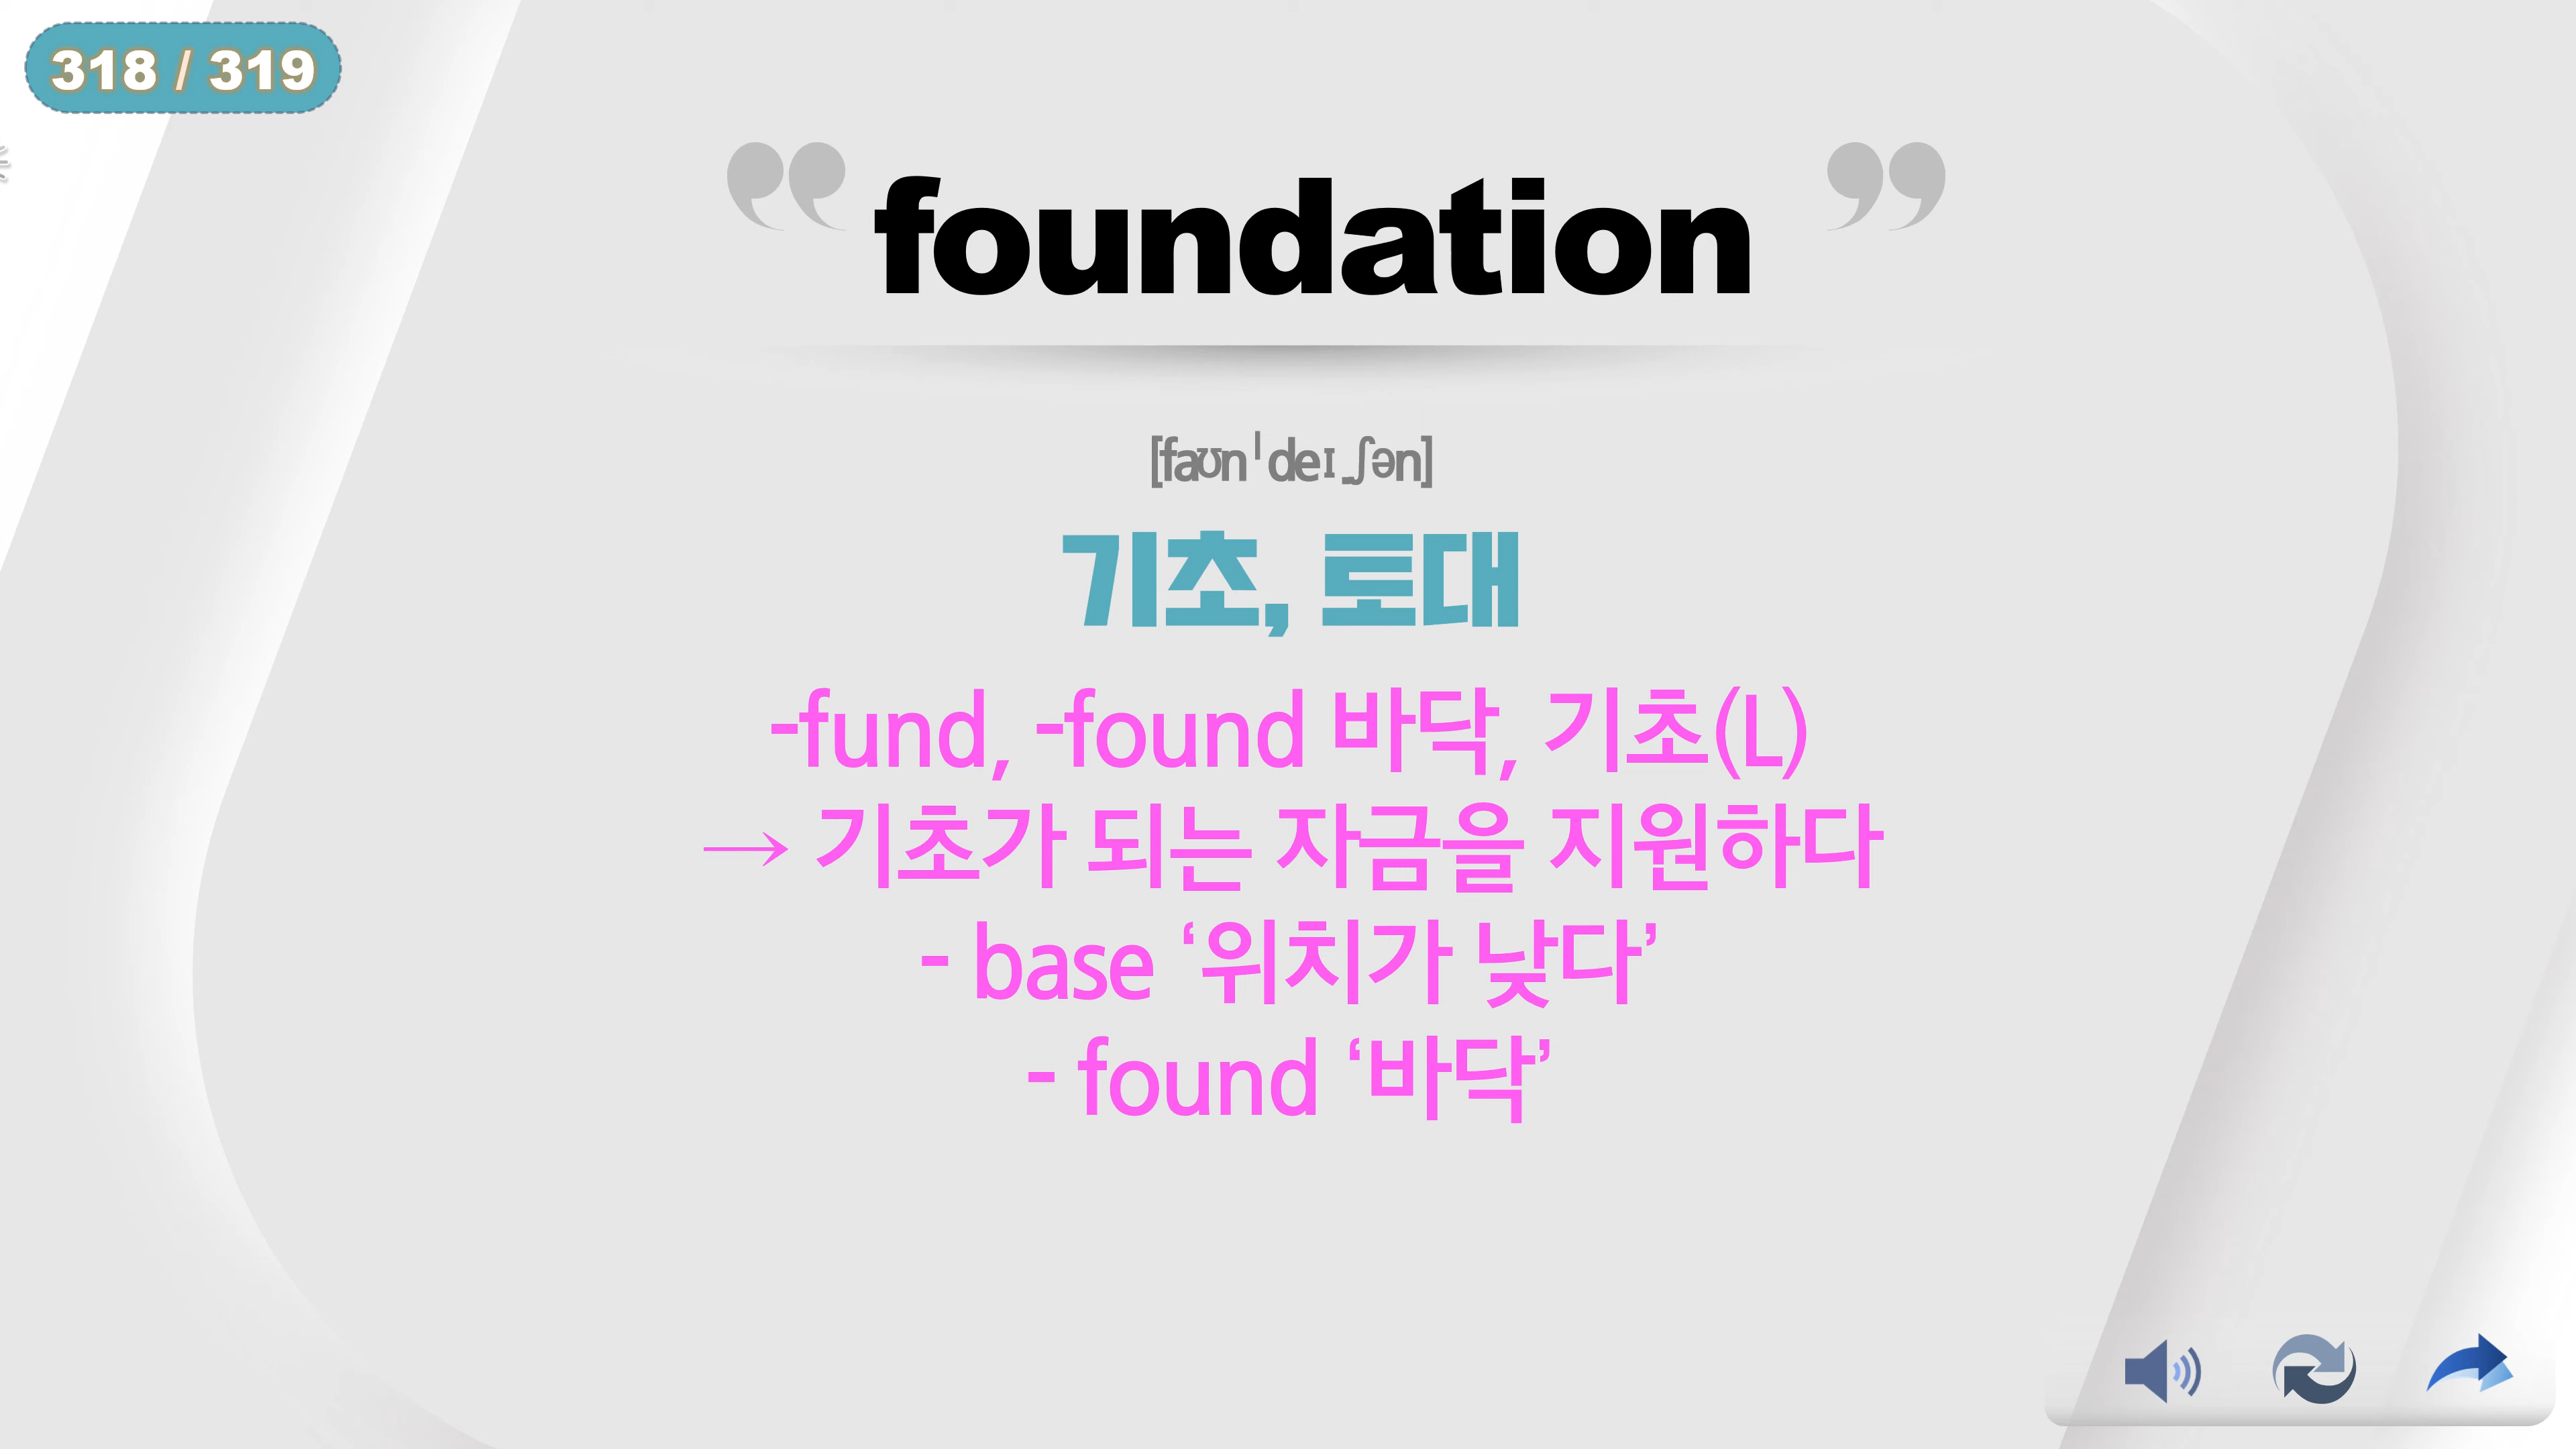 318 / 319
“ foundation ”
[faʊnˈdeɪ_ʃən]
기초, 토대
-fund, -found 바닥, 기초(L)
→ 기초가 되는 자금을 지원하다
- base ‘위치가 낮다’
- found ‘바닥’